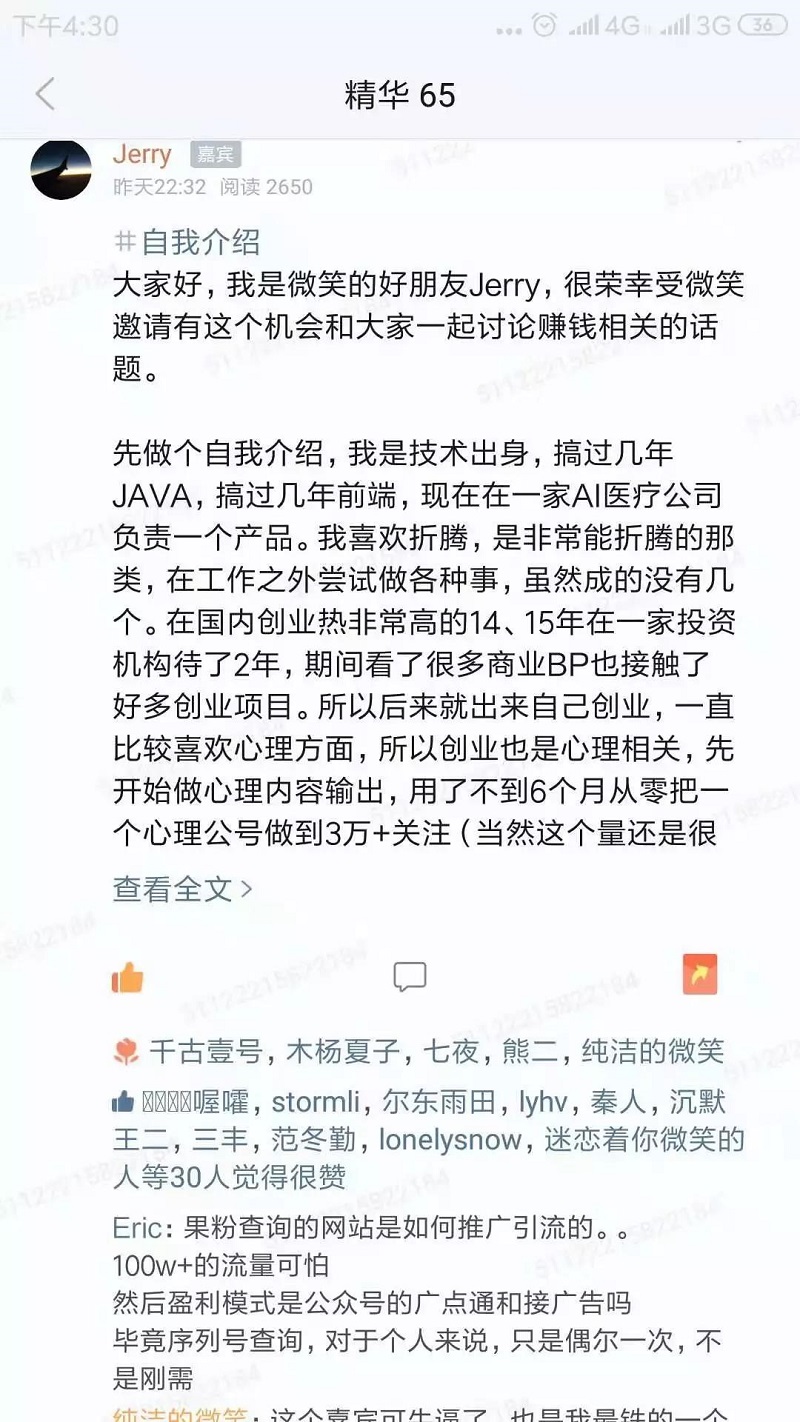 下午4:30
4G
3G
36
精华 65
Jerry 嘉宾
昨天22:32 阅读 2650
#自我介绍
大家好，我是微笑的好朋友Jerry，很荣幸受微笑
邀请有这个机会和大家一起讨论赚钱相关的话
题。
先做个自我介绍，我是技术出身，搞过几年
JAVA，搞过几年前端，现在在一家AI医疗公司
负责一个产品。我喜欢折腾，是非常能折腾的那
类，在工作之外尝试做各种事，虽然成的没有几
个。在国内创业热非常高的14、15年在一家投资
机构待了2年，期间看了很多商业BP也接触了
好多创业项目。所以后来就出来自己创业，一直
比较喜欢心理方面，所以创业也是心理相关，先
开始做心理内容输出，用了不到6个月从零把一
个心理公号做到3万+关注（当然这个量还是很
查看全文>
千古壹号，木杨夏子，七夜，熊二，纯洁的微笑
喔嚯，stormli，尔东雨田，lyhv，秦人，沉默
王二，三丰，范冬勤，lonelysnow，迷恋着你微笑的
人等30人觉得很赞
Eric：果粉查询的网站是如何推广引流的。。
100w+的流量可怕
然后盈利模式是公众号的广点通和接广告吗
毕竟序列号查询，对于个人来说，只是偶尔一次，不
是刚需
纯洁的微笑：这个嘉宾可牛逼了，也是我最铁的一个